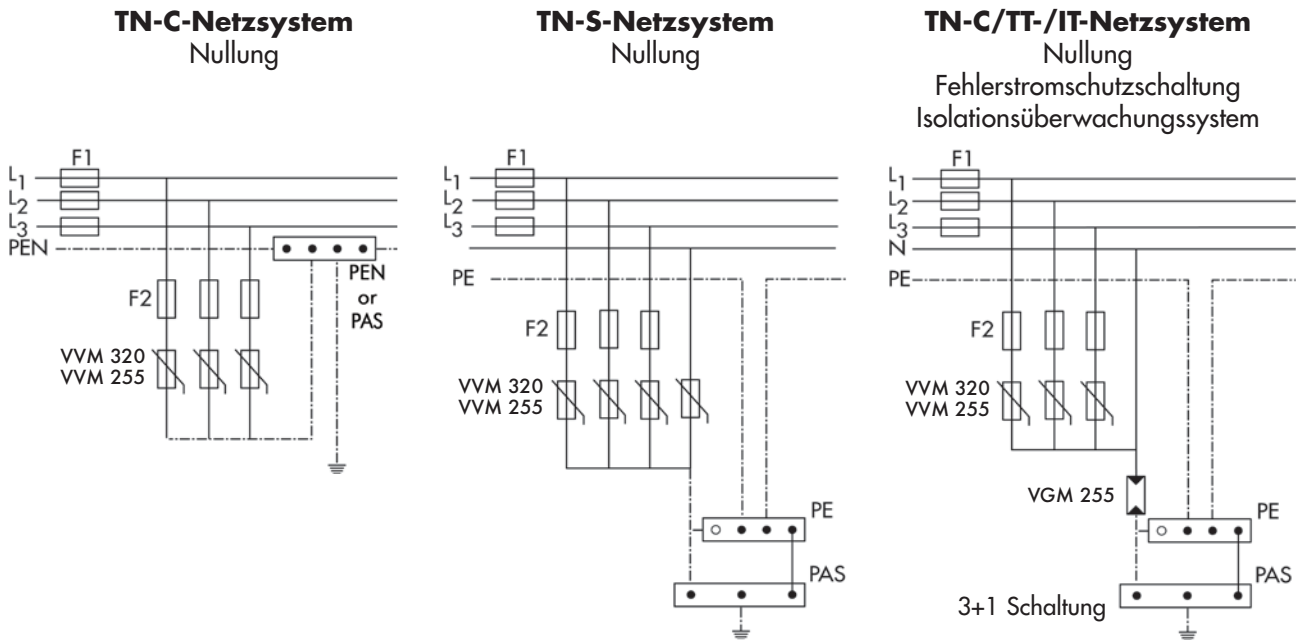 TN-C-Netzsystem
Nullung
F1
L1
L2
L3
PEN
PEN
or
PAS
F2
VVM 320
VVM 255
TN-S-Netzsystem
Nullung
F1
L1
L2
L3
PE
F2
VVM 320
VVM 255
PE
PAS
TN-C/TT-/IT-Netzsystem
Nullung
Fehlerstromschutzschaltung
Isolationsüberwachungssystem
F1
L1
L2
L3
N
PE
F2
VVM 320
VVM 255
VGM 255
PE
PAS
3+1 Schaltung